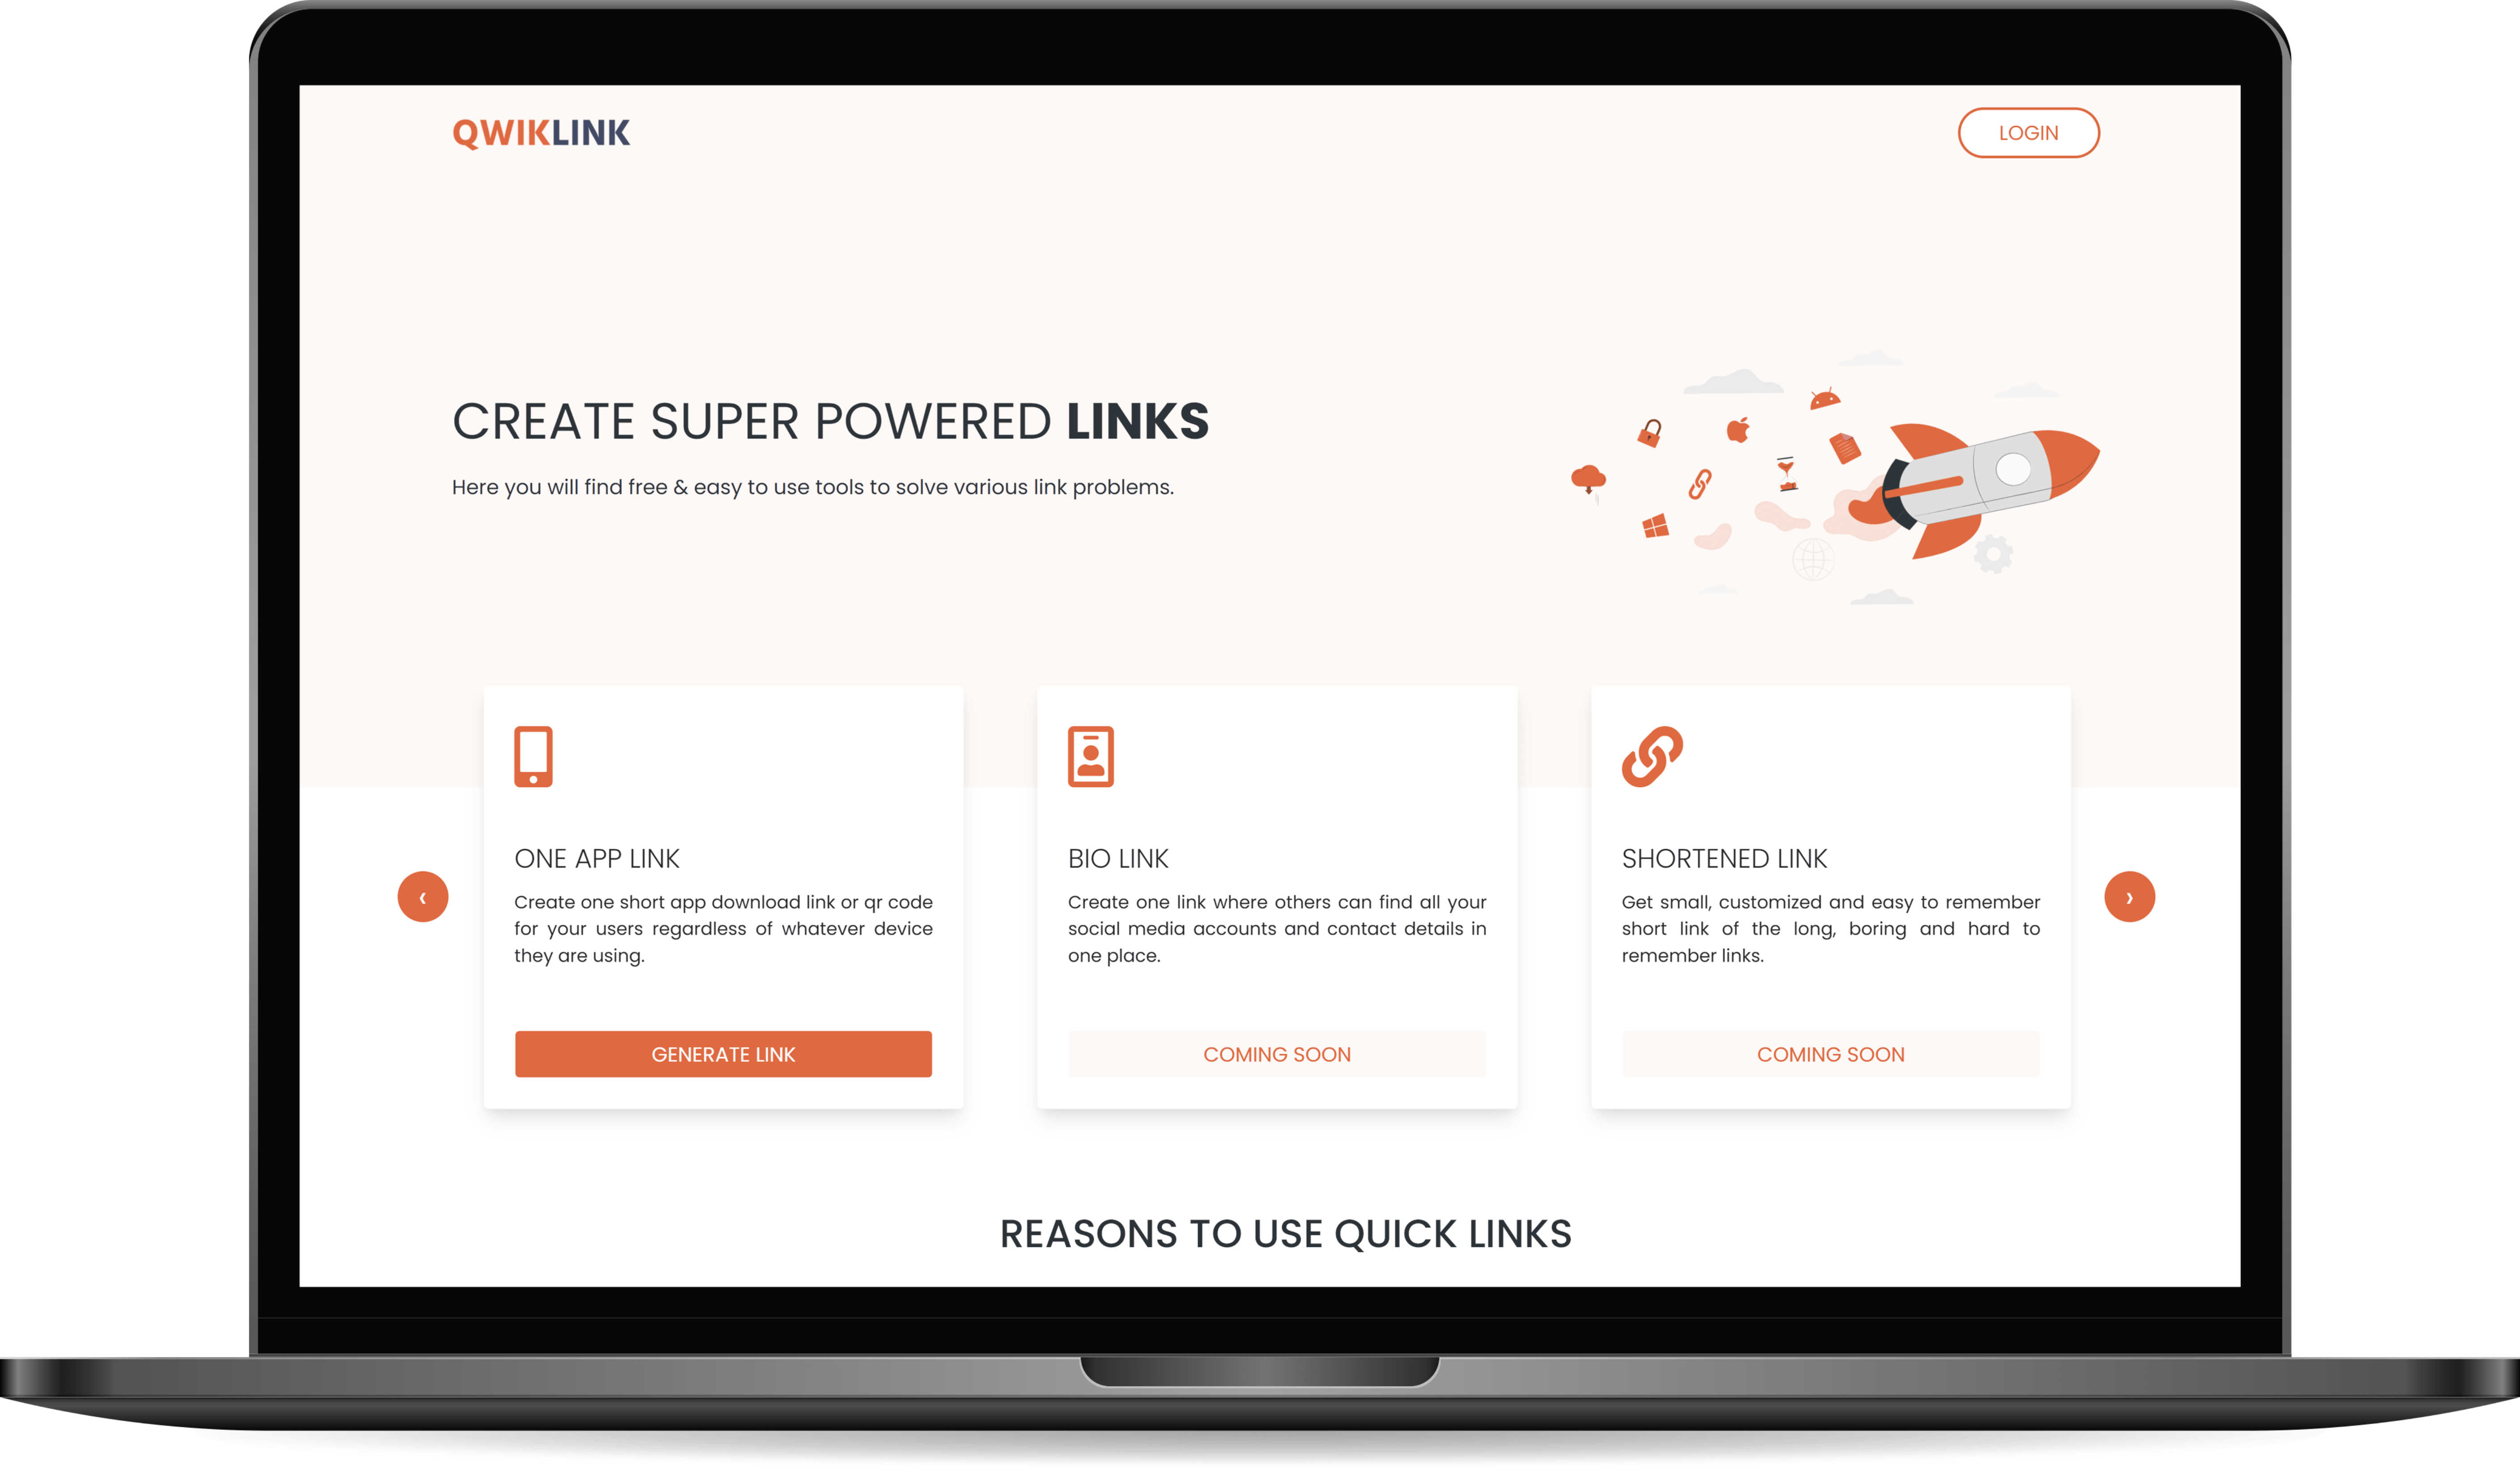 QWIKLINK
LOGIN
CREATE SUPER POWERED LINKS
Here you will find free & easy to use tools to solve various link problems.
ONE APP LINK
Create one short app download link or qr code
for your users regardless of whatever device
they are using.
GENERATE LINK
BIO LINK
Create one link where others can find all your
social media accounts and contact details in
one place.
COMING SOON
SHORTENED LINK
Get small, customized and easy to remember
short link of the long, boring and hard to
remember links.
COMING SOON
‹
›
REASONS TO USE QUICK LINKS